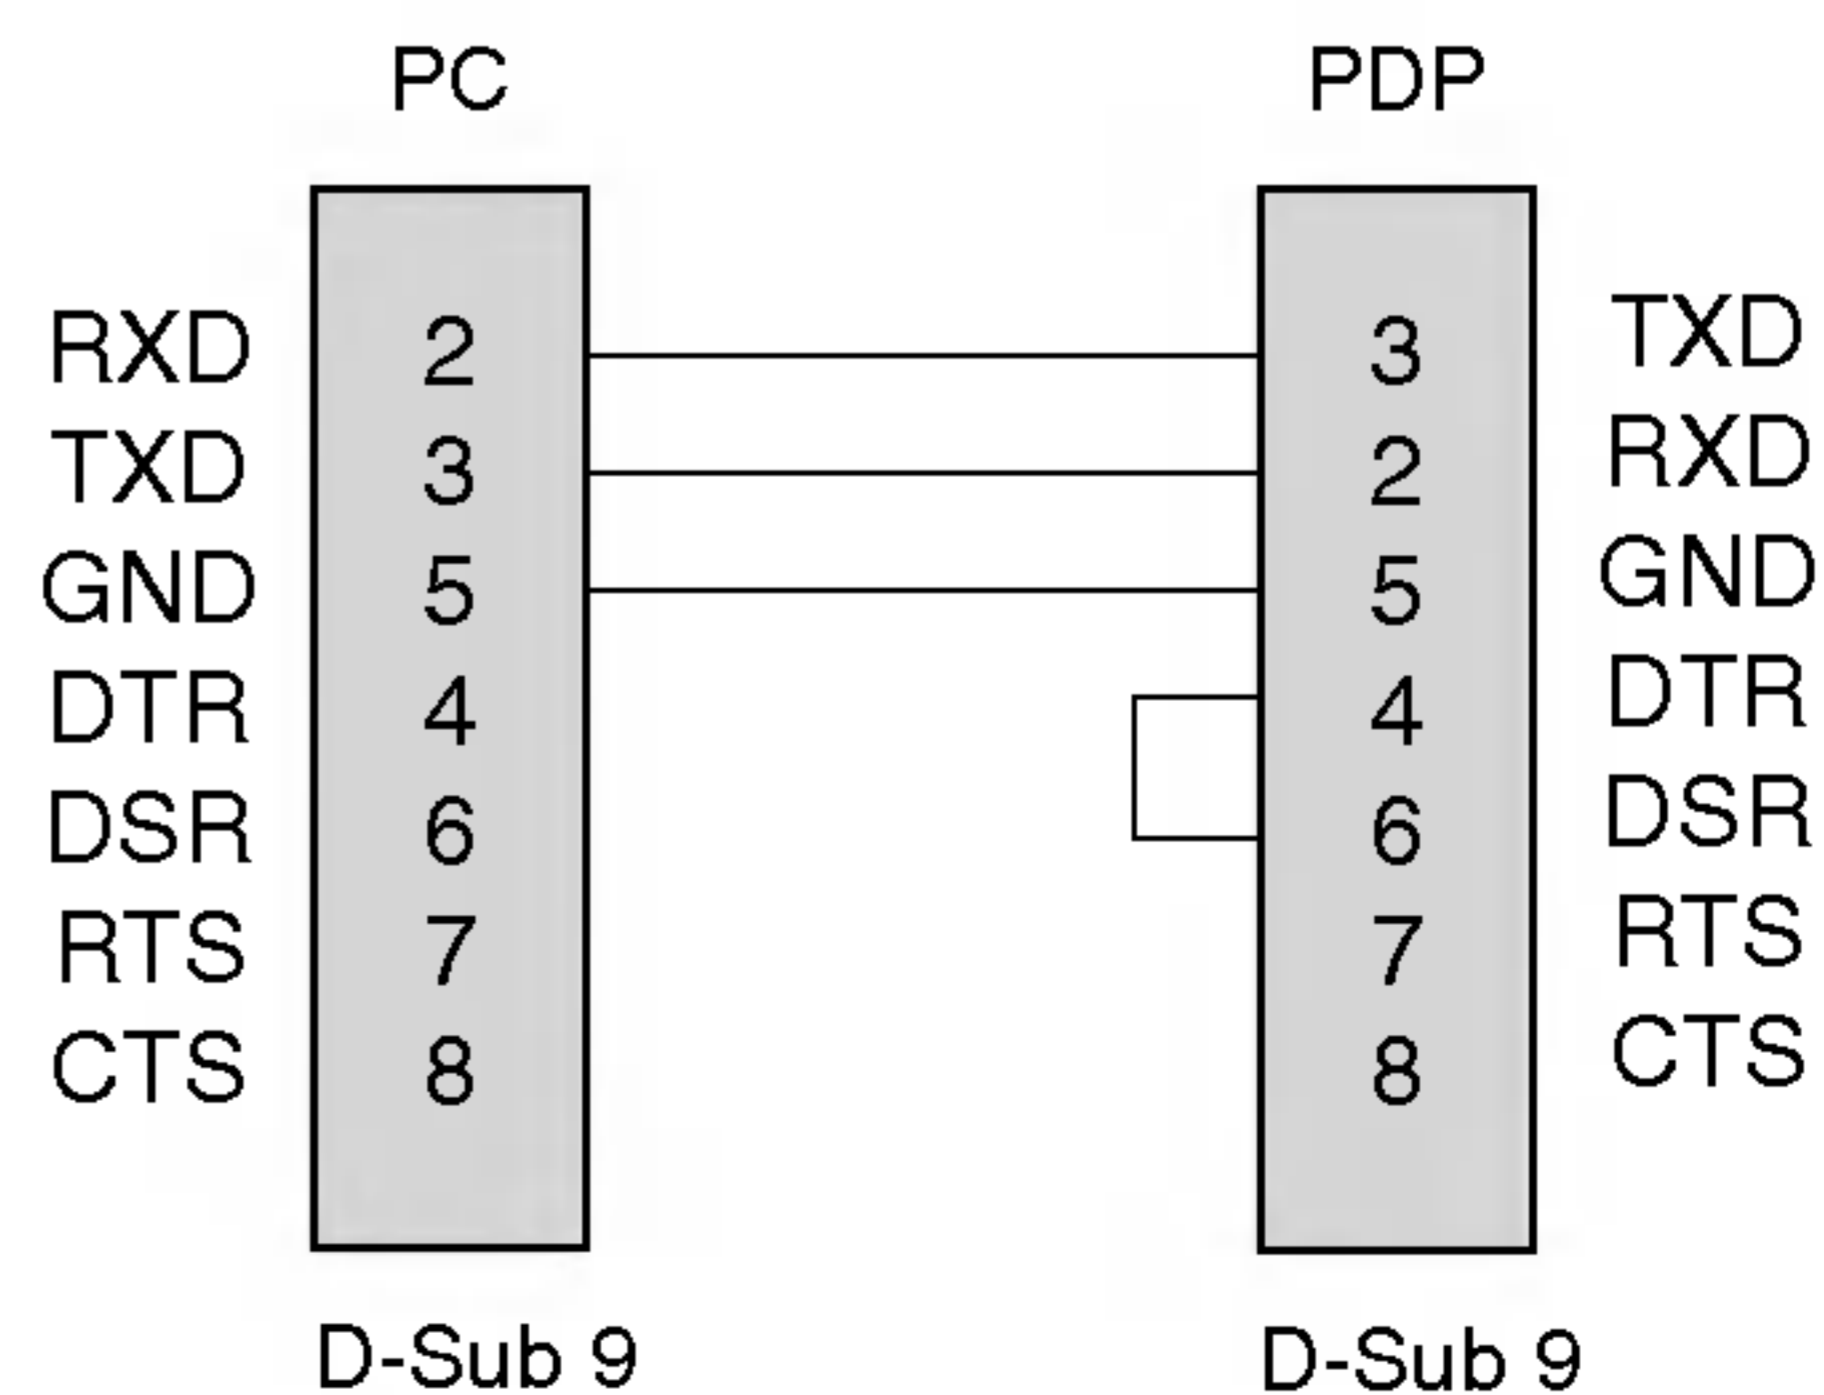 PC PDP
RXD 2 3 TXD
TXD 3 2 RXD
GND 5 5 GND
DTR 4 4 DTR
DSR 6 6 DSR
RTS 7 7 RTS
CTS 8 8 CTS
D-Sub 9 D-Sub 9